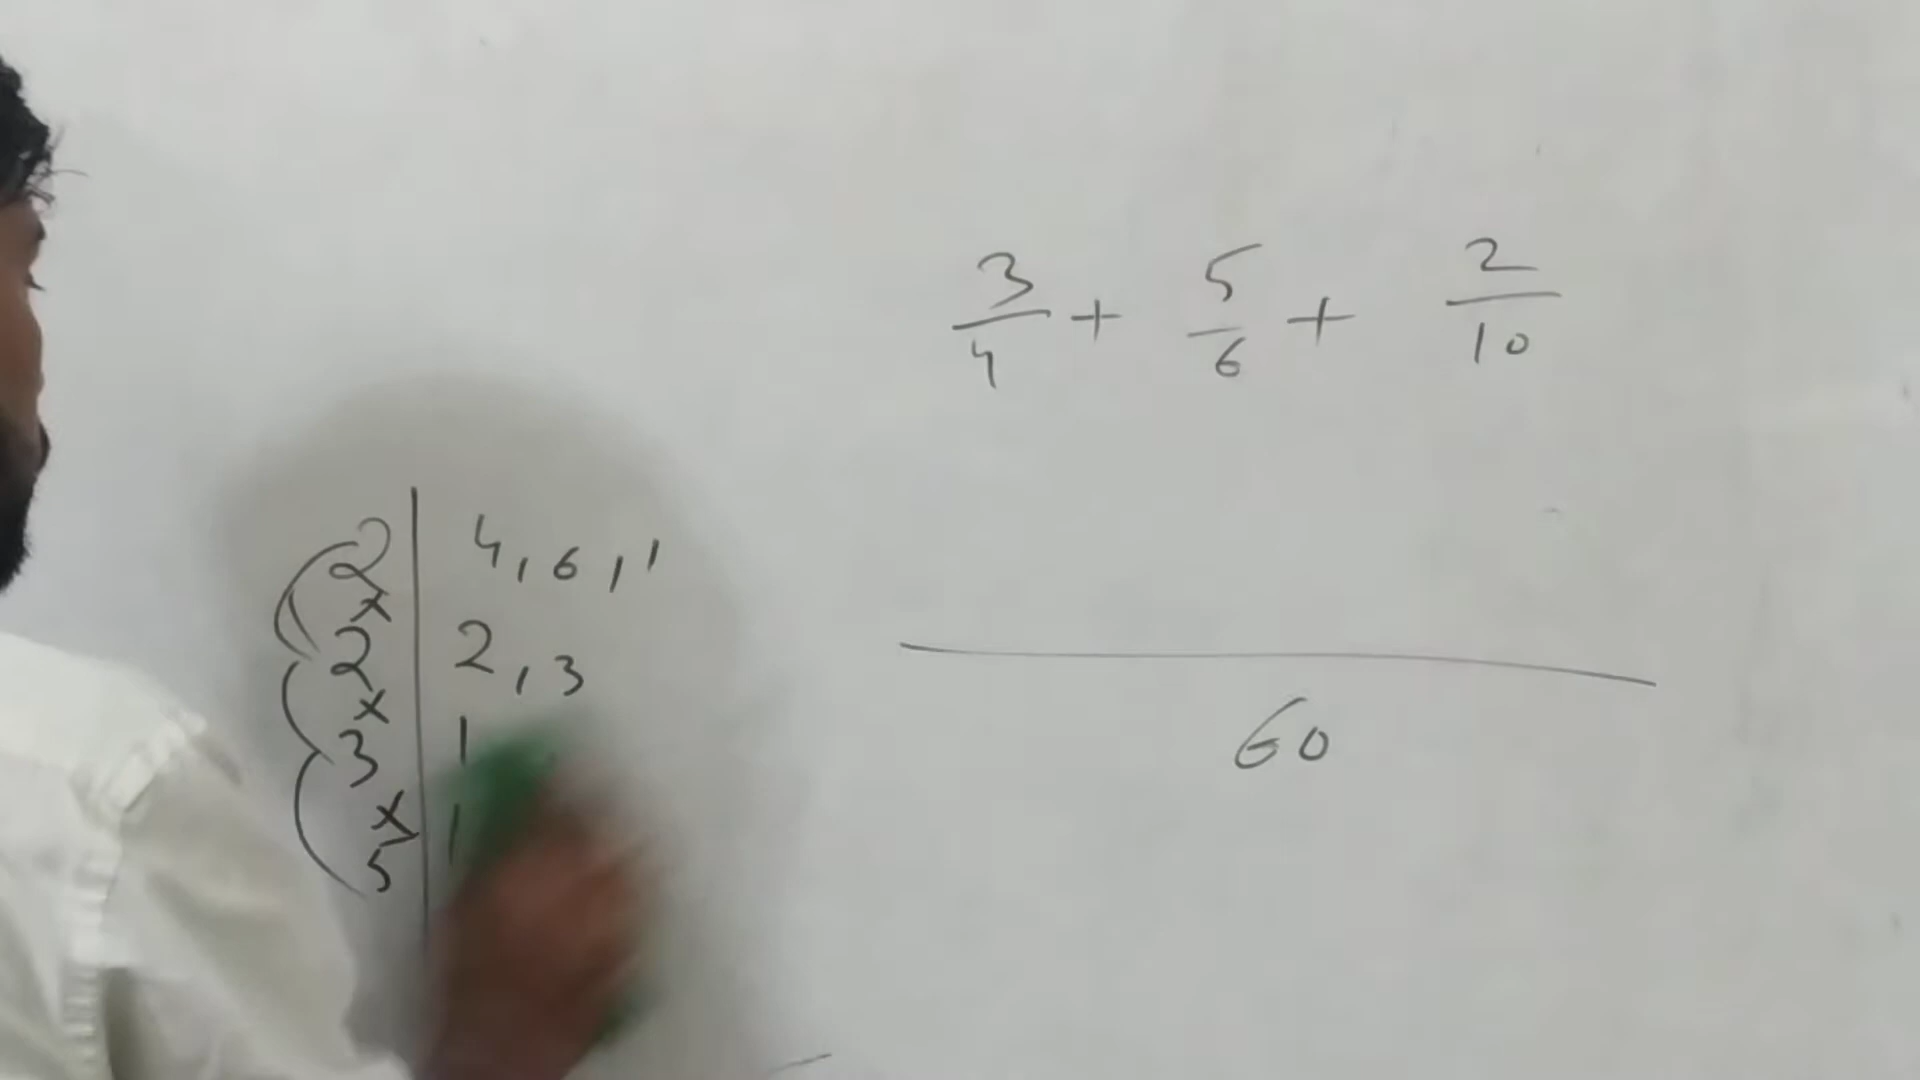 3/4 + 5/6 + 2/10
2 | 4, 6, 1
×
2 | 2, 3
×
3 | 1
×
5 | 1
60